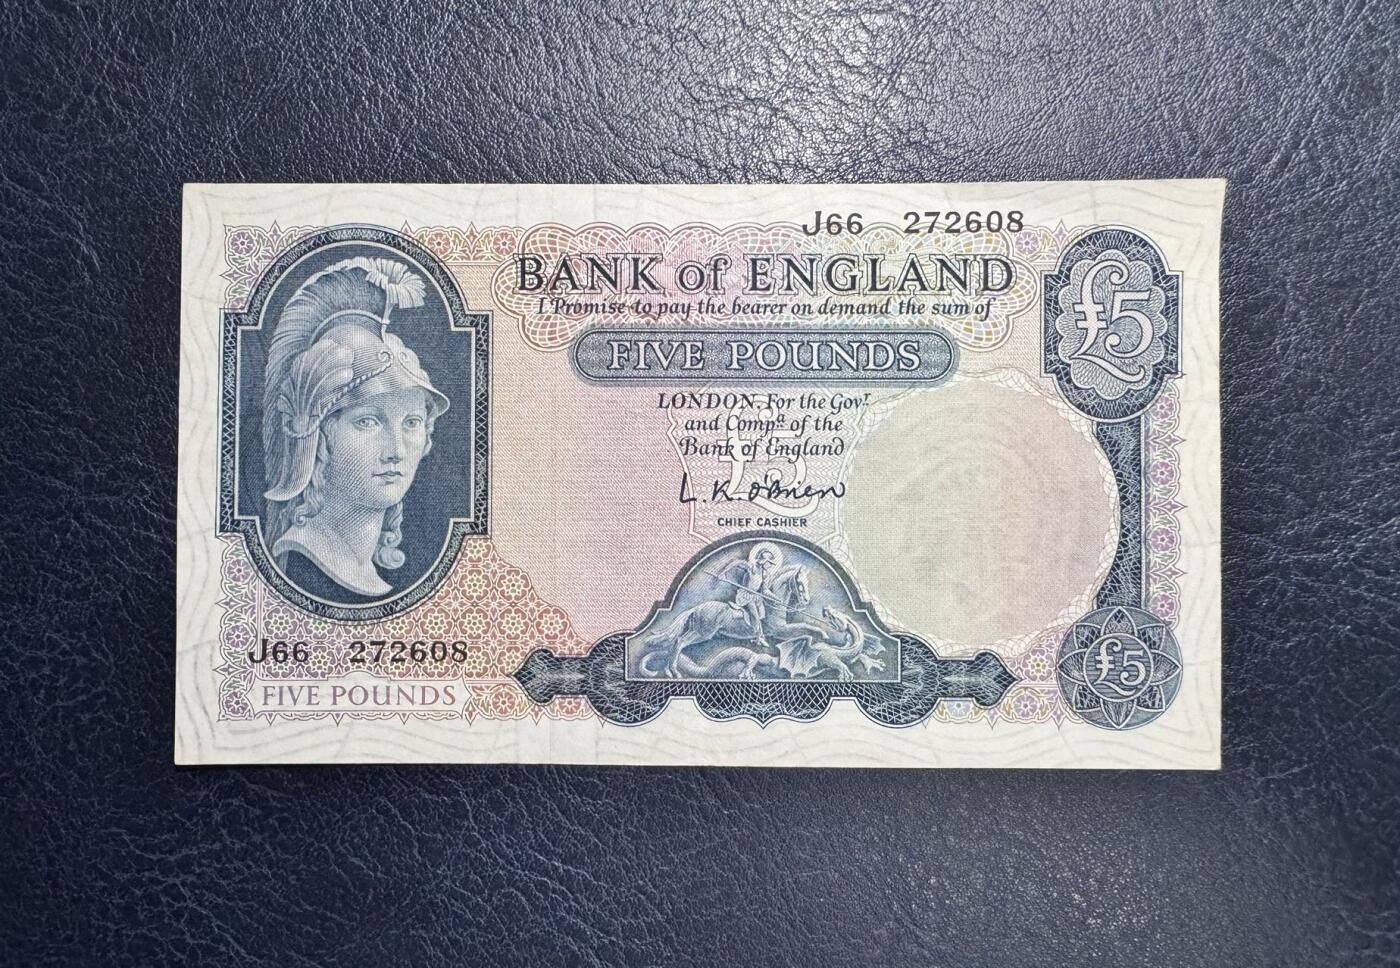 J66 272608
BANK of ENGLAND
I Promise to pay the bearer on demand the sum of
FIVE POUNDS
£5
LONDON. For the Govr
and Compa of the
Bank of England
£5
L.K. O'Brien
CHIEF CASHIER
J66 272608
FIVE POUNDS
£5